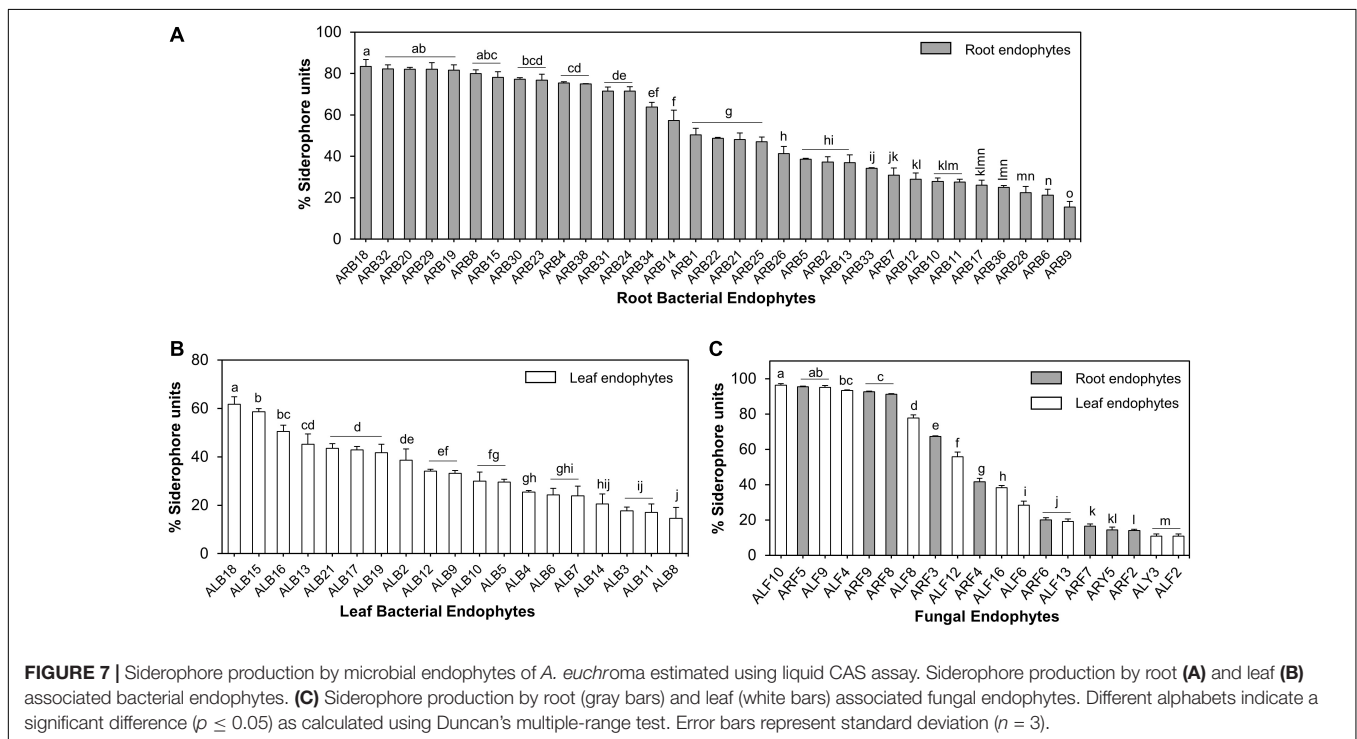 A
100
80
60
40
20
0
% Siderophore units
Root endophytes
a
ab
abc
bcd
cd
de
ef
f
g
h
hi
ij
jk
kl
klm
klmn
lmn
mn
n
o
ARB18 ARB32 ARB20 ARB29 ARB19 ARB8 ARB15 ARB30 ARB23 ARB4 ARB38 ARB31 ARB24 ARB34 ARB14 ARB1 ARB22 ARB21 ARB25 ARB26 ARB5 ARB2 ARB13 ARB33 ARB7 ARB12 ARB10 ARB11 ARB17 ARB36 ARB28 ARB6 ARB9
Root Bacterial Endophytes
B
80
60
40
20
0
% Siderophore units
Leaf endophytes
a
b
bc
cd
d
de
ef
fg
gh
ghi
hij
ij
j
ALB18 ALB15 ALB16 ALB13 ALB21 ALB17 ALB19 ALB2 ALB12 ALB9 ALB10 ALB5 ALB4 ALB6 ALB7 ALB14 ALB3 ALB11 ALB8
Leaf Bacterial Endophytes
C
100
80
60
40
20
0
% Siderophore units
Root endophytes
Leaf endophytes
a
ab
bc
c
d
e
f
g
h
i
j
k
kl
l
m
ALF10 ARF5 ALF9 ALF4 ARF9 ARF8 ALF8 ARF3 ALF12 ARF4 ALF16 ALF6 ARF6 ALF13 ARF7 ARY5 ARF2 ALY3 ALF2
Fungal Endophytes
FIGURE 7 | Siderophore production by microbial endophytes of A. euchroma estimated using liquid CAS assay. Siderophore production by root (A) and leaf (B)
associated bacterial endophytes. (C) Siderophore production by root (gray bars) and leaf (white bars) associated fungal endophytes. Different alphabets indicate a
significant difference (p ≤ 0.05) as calculated using Duncan's multiple-range test. Error bars represent standard deviation (n = 3).